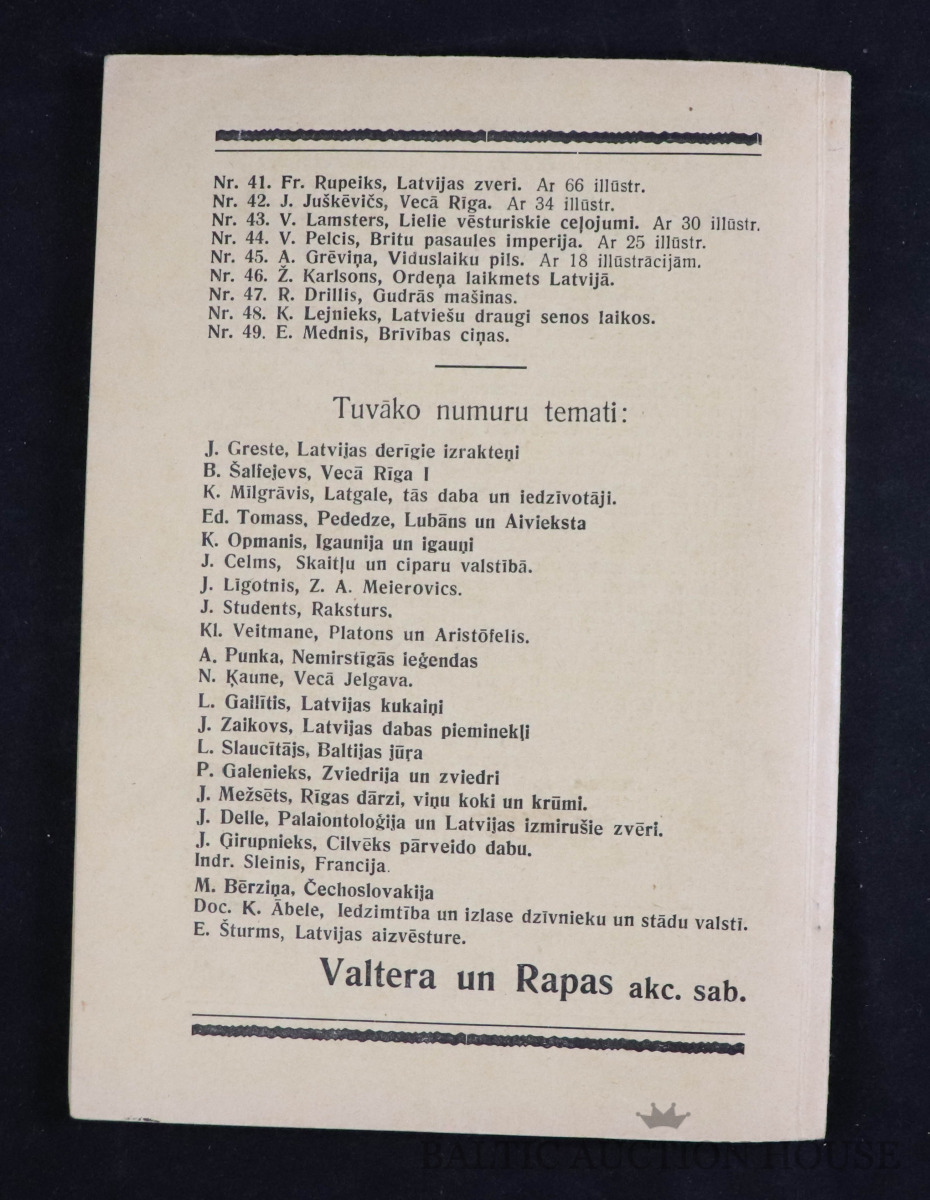 Nr. 41. Fr. Rupeiks, Latvijas zveri. Ar 66 illūstr.
Nr. 42. J. Juškēvičs, Vecā Rīga. Ar 34 illūstr.
Nr. 43. V. Lamsters, Lielie vēsturiskie ceļojumi. Ar 30 illūstr.
Nr. 44. V. Pelcis, Britu pasaules imperija. Ar 25 illūstr.
Nr. 45. A. Grēviņa, Viduslaiku pils. Ar 18 illūstrācijām.
Nr. 46. Ž. Karlsons, Ordeņa laikmets Latvijā.
Nr. 47. R. Drillis, Gudrās mašinas.
Nr. 48. K. Lejnieks, Latviešu draugi senos laikos.
Nr. 49. E. Mednis, Brīvības ciņas.
Tuvāko numuru temati:
J. Greste, Latvijas derīgie izrakteņi
B. Šalfejevs, Vecā Rīga I
K. Mīlgrāvis, Latgale, tās daba un iedzīvotāji.
Ed. Tomass, Pededze, Lubāns un Aivieksta
K. Opmanis, Igaunija un igauņi
J. Celms, Skaitļu un ciparu valstībā.
J. Līgotnis, Z. A. Meierovics.
J. Students, Raksturs.
Kl. Veitmane, Platons un Aristōfelis.
A. Punka, Nemirstīgās leģendas
N. Ķaune, Vecā Jelgava.
L. Gailītis, Latvijas kukaiņi
J. Zaikovs, Latvijas dabas pieminekļi
L. Slaucītājs, Baltijas jūra
P. Galenieks, Zviedrija un zviedri
J. Mežsēts, Rīgas dārzi, viņu koki un krūmi.
J. Delle, Palaiontoloģija un Latvijas izmirušie zvēri.
J. Ģirupnieks, Cilvēks pārveido dabu.
Indr. Sleinis, Francija.
M. Bērziņa, Čechoslovakija
Doc. K. Ābele, Iedzimtība un izlase dzīvnieku un stādu valstī.
E. Šturms, Latvijas aizvēsture.
Valtera un Rapas akc. sab.
BALTIC AUCTION HOUSE